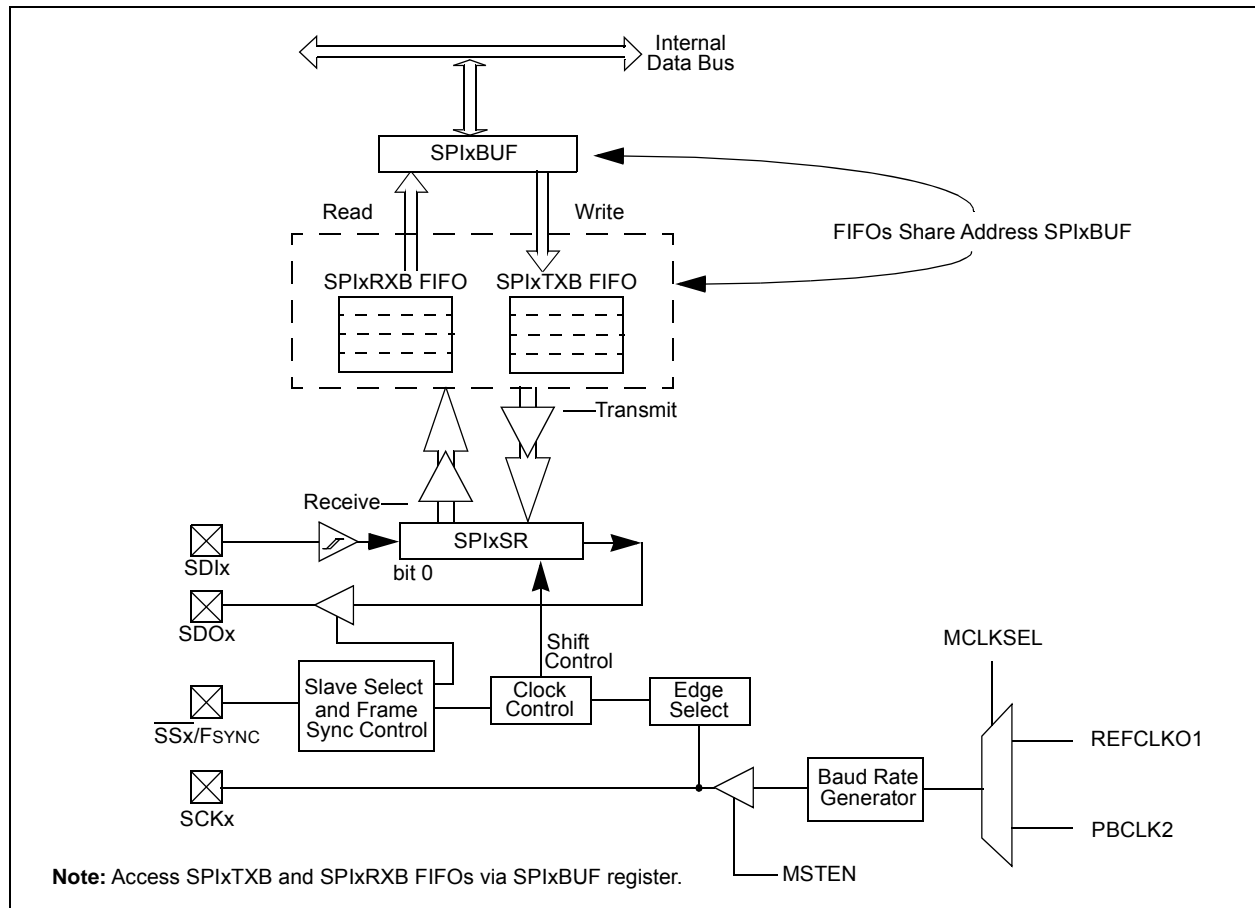 Internal
Data Bus
SPIxBUF
Read
Write
FIFOs Share Address SPIxBUF
SPIxRXB FIFO
SPIxTXB FIFO
Transmit
Receive
SPIxSR
SDIx
bit 0
SDOx
Shift
Control
MCLKSEL
Slave Select
and Frame
Sync Control
Clock
Control
Edge
Select
SSx/FSYNC
REFCLKO1
Baud Rate
Generator
SCKx
PBCLK2
MSTEN
Note: Access SPIxTXB and SPIxRXB FIFOs via SPIxBUF register.